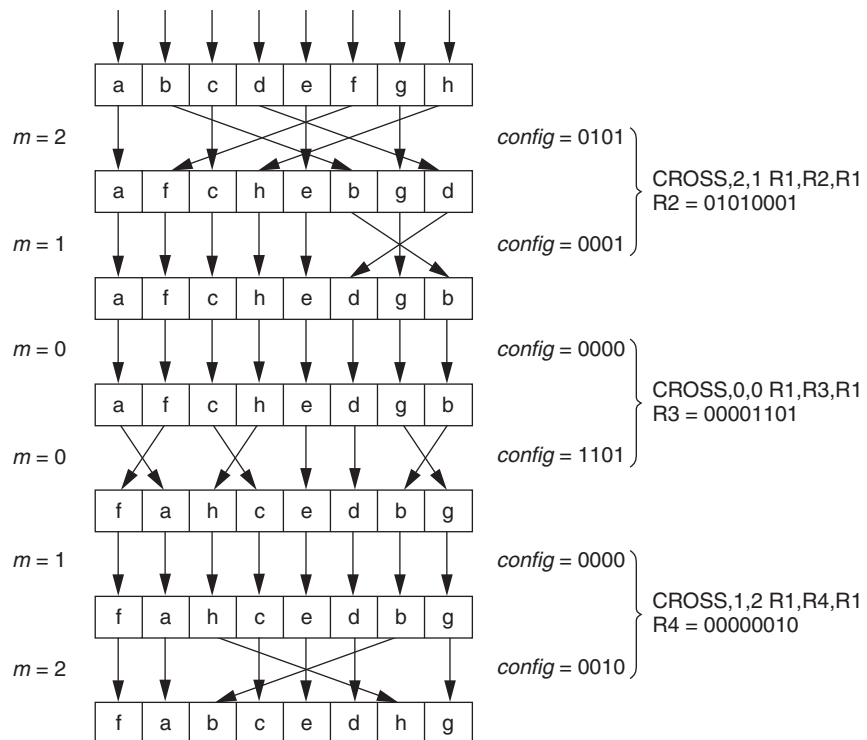 a b c d e f g h
m = 2 config = 0101
CROSS,2,1 R1,R2,R1
R2 = 01010001
a f c h e b g d
m = 1 config = 0001
a f c h e d g b
m = 0 config = 0000
a f c h e d g b
CROSS,0,0 R1,R3,R1
R3 = 00001101
m = 0 config = 1101
f a h c e d b g
m = 1 config = 0000
f a h c e d b g
CROSS,1,2 R1,R4,R1
R4 = 00000010
m = 2 config = 0010
f a b c e d h g